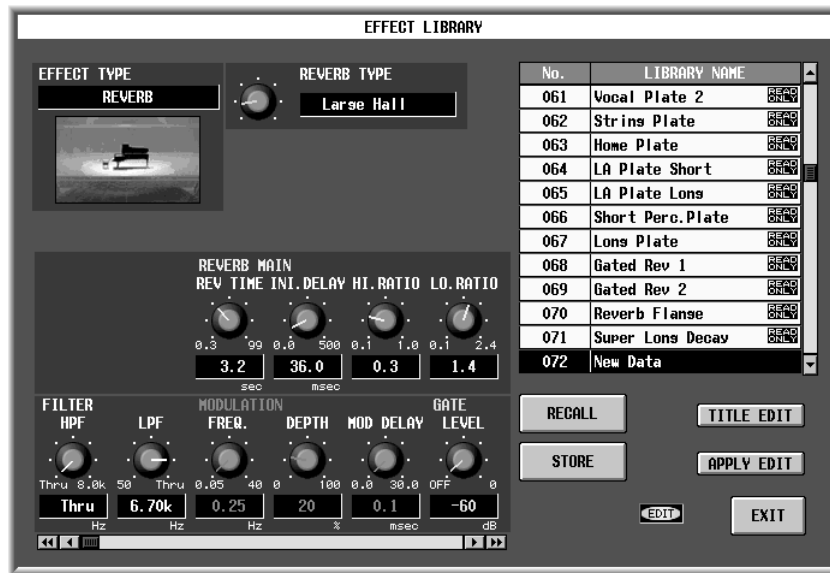 EFFECT LIBRARY
EFFECT TYPE
REVERB
REVERB TYPE
Large Hall
No. LIBRARY NAME
061 Vocal Plate 2 READ ONLY
062 String Plate READ ONLY
063 Home Plate READ ONLY
064 LA Plate Short READ ONLY
065 LA Plate Long READ ONLY
066 Short Perc.Plate READ ONLY
067 Long Plate READ ONLY
068 Gated Rev 1 READ ONLY
069 Gated Rev 2 READ ONLY
070 Reverb Flange READ ONLY
071 Super Long Decay READ ONLY
072 New Data
REVERB MAIN
REV TIME INI.DELAY HI.RATIO LO.RATIO
0.3 99 0.0 500 0.1 1.0 0.1 2.4
3.2 36.0 0.3 1.4
sec msec
FILTER MODULATION GATE
HPF LPF FREQ. DEPTH MOD DELAY LEVEL
Thru 8.0k 50 Thru 0.05 40 0 100 0.0 30.0 OFF 0
Thru 6.70k 0.25 20 0.1 -60
Hz Hz Hz % msec dB
RECALL TITLE EDIT
STORE APPLY EDIT
EDIT EXIT